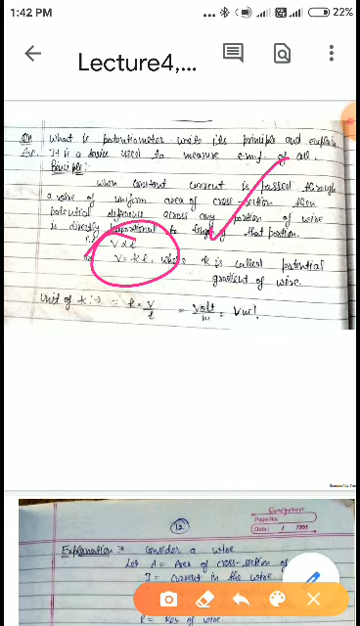 1:42 PM
22%
Lecture4,...
Qn What is potentiometer write its principle and explain
It is a device used to measure e.m.f. of cell.
Principle:
When constant current is passed through
a wire of uniform area of cross-section then
potential difference across any portion of wire
is directly proportional to length of that portion.
i.e. V ∝ l
V = k l. where k is called potential
gradient of wire.
Unit of k :→ k = V/l = Volt/m = Vm⁻¹
Evergreen
Page No.
Date: / /201
12
Explanation :→ Consider a wire
Let A = Area of cross-section of
I = Current in the wire
R = Res of wire.